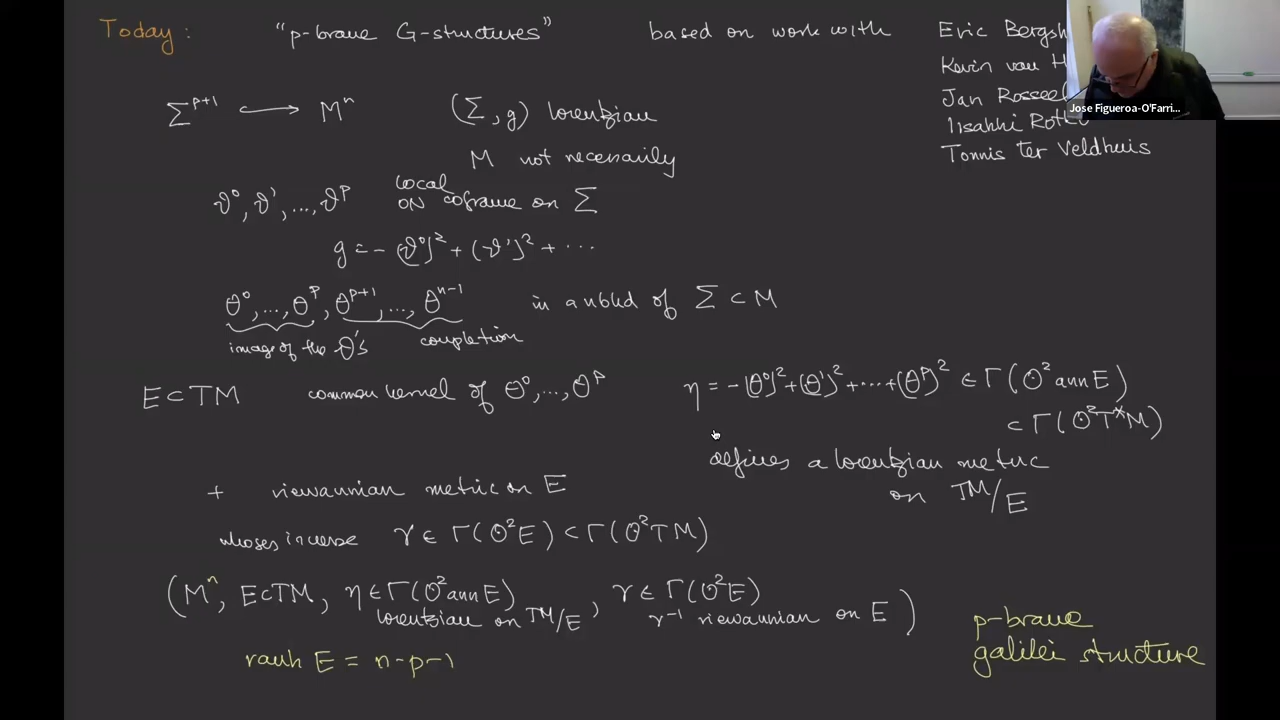 Today: "p-brane G-structures" based on work with Eric Bergsh
Kevin van H
Jan Rosseel
Jose Figueroa-O'Farri...
Iisakki Rotko
Tonnis ter Veldhuis
Σ^{p+1} ⟷ M^n (Σ, g) lorentzian
M not necessarily
ϑ^0, ϑ^1, ..., ϑ^p local ON coframe on Σ
g = -(ϑ^0)^2 + (ϑ^1)^2 + ...
θ^0, ..., θ^p, θ^{p+1}, ..., θ^{n-1} in a nbhd of Σ ⊂ M
image of the ϑ's completion
E ⊂ TM common kernel of θ^0, ..., θ^p
η = -(θ^0)^2 + (θ^1)^2 + ... + (θ^p)^2 ∈ Γ(⊙^2 ann E)
⊂ Γ(⊙^2 T*M)
defines a lorentzian metric
on TM/E
+ riemannian metric on E
whoses inverse γ ∈ Γ(⊙^2 E) ⊂ Γ(⊙^2 TM)
(M^n, E ⊂ TM, η ∈ Γ(⊙^2 ann E), γ ∈ Γ(⊙^2 E)
lorentzian on TM/E γ^{-1} riemannian on E)
rank E = n-p-1
p-brane
galilei structure